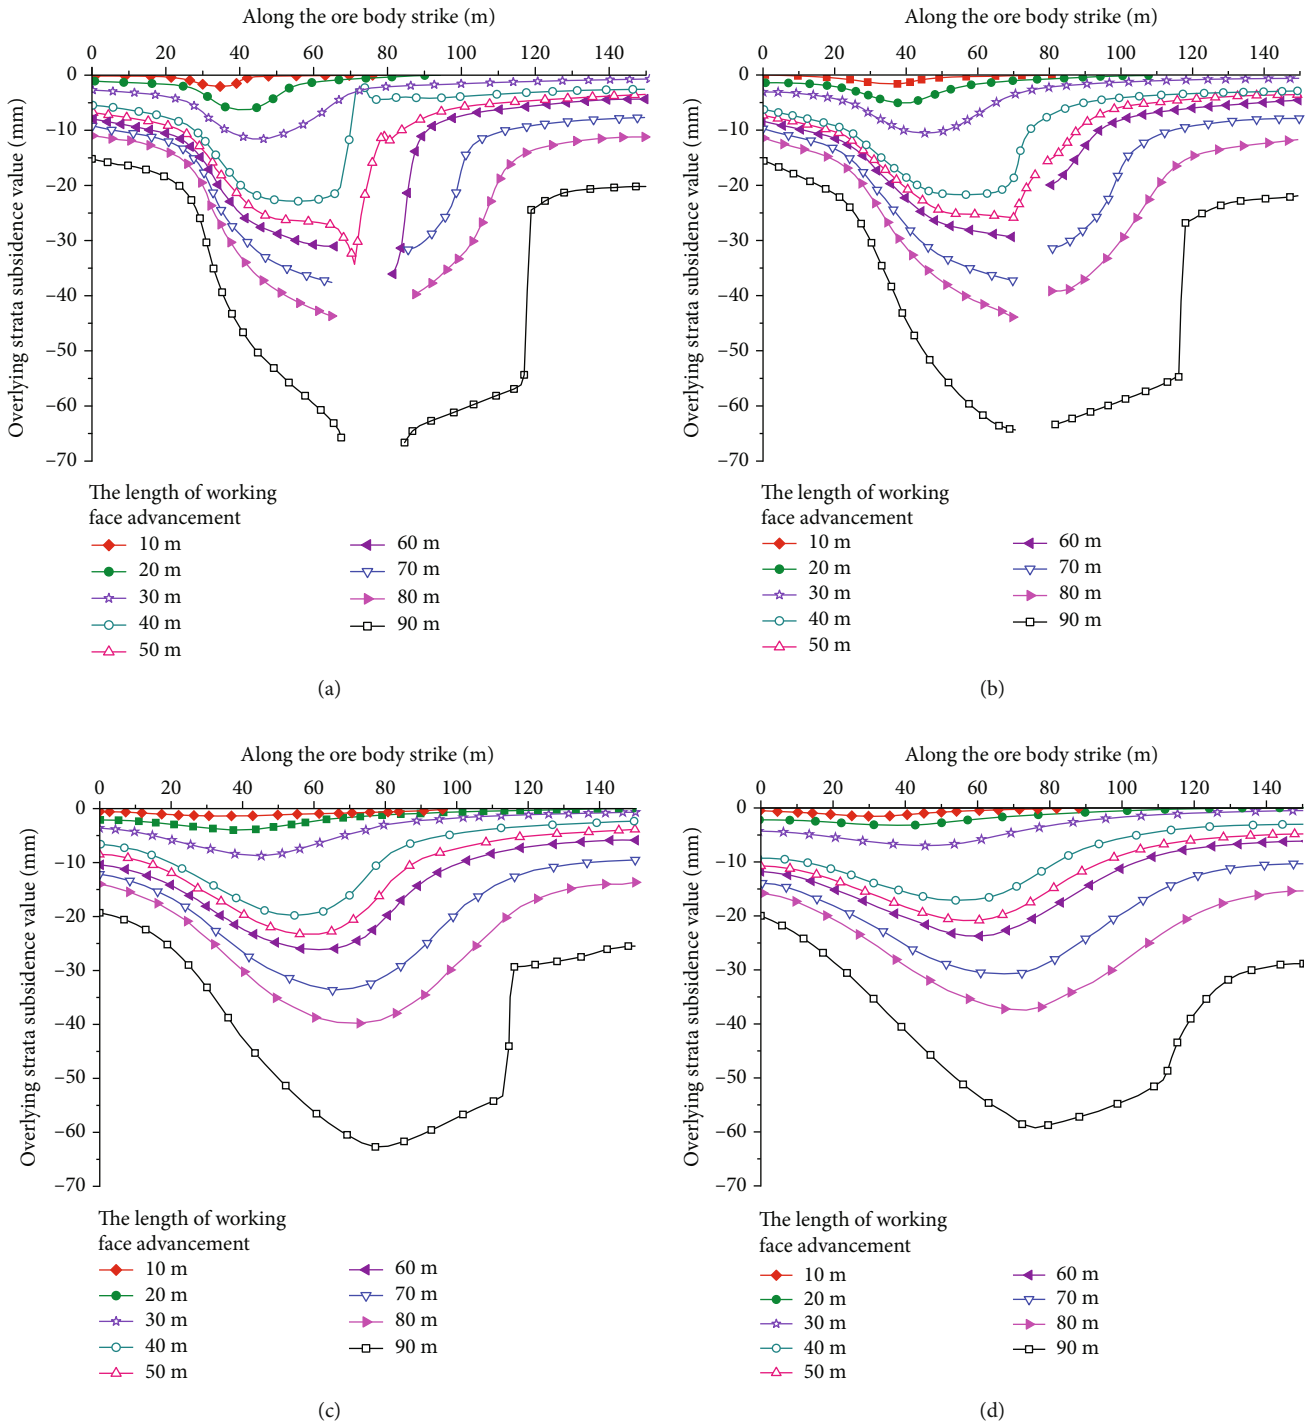 Along the ore body strike (m)
0 20 40 60 80 100 120 140
Overlying strata subsidence value (mm)
0
–10
–20
–30
–40
–50
–60
–70
The length of working
face advancement
10 m
20 m
30 m
40 m
50 m
60 m
70 m
80 m
90 m
(a)
Along the ore body strike (m)
0 20 40 60 80 100 120 140
Overlying strata subsidence value (mm)
0
–10
–20
–30
–40
–50
–60
–70
The length of working
face advancement
10 m
20 m
30 m
40 m
50 m
60 m
70 m
80 m
90 m
(b)
Along the ore body strike (m)
0 20 40 60 80 100 120 140
Overlying strata subsidence value (mm)
0
–10
–20
–30
–40
–50
–60
–70
The length of working
face advancement
10 m
20 m
30 m
40 m
50 m
60 m
70 m
80 m
90 m
(c)
Along the ore body strike (m)
0 20 40 60 80 100 120 140
Overlying strata subsidence value (mm)
0
–10
–20
–30
–40
–50
–60
–70
The length of working
face advancement
10 m
20 m
30 m
40 m
50 m
60 m
70 m
80 m
90 m
(d)